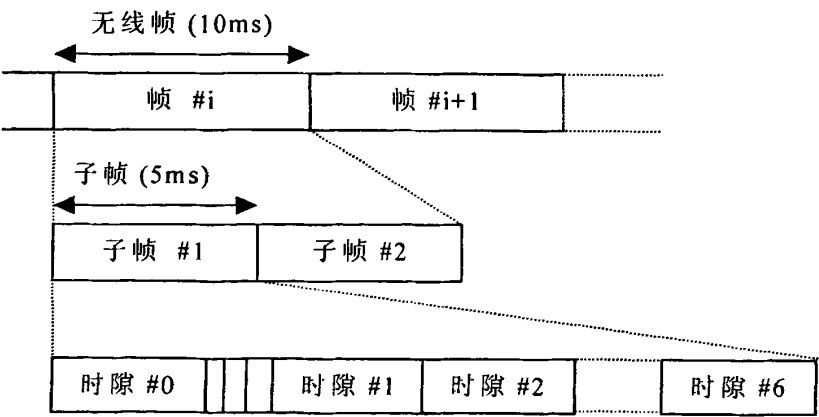 无线帧 (10ms)
帧 #i 帧 #i+1
子帧 (5ms)
子帧 #1 子帧 #2
时隙 #0 时隙 #1 时隙 #2 时隙 #6